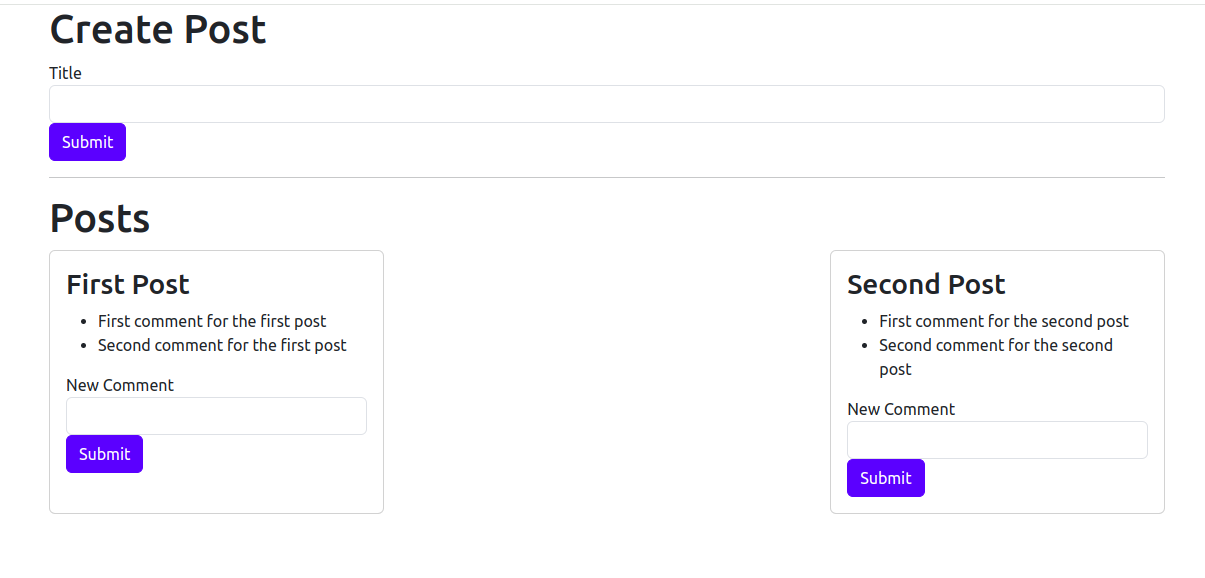 Create Post
Title
Submit
Posts
First Post
First comment for the first post
Second comment for the first post
New Comment
Submit
Second Post
First comment for the second post
Second comment for the second
post
New Comment
Submit